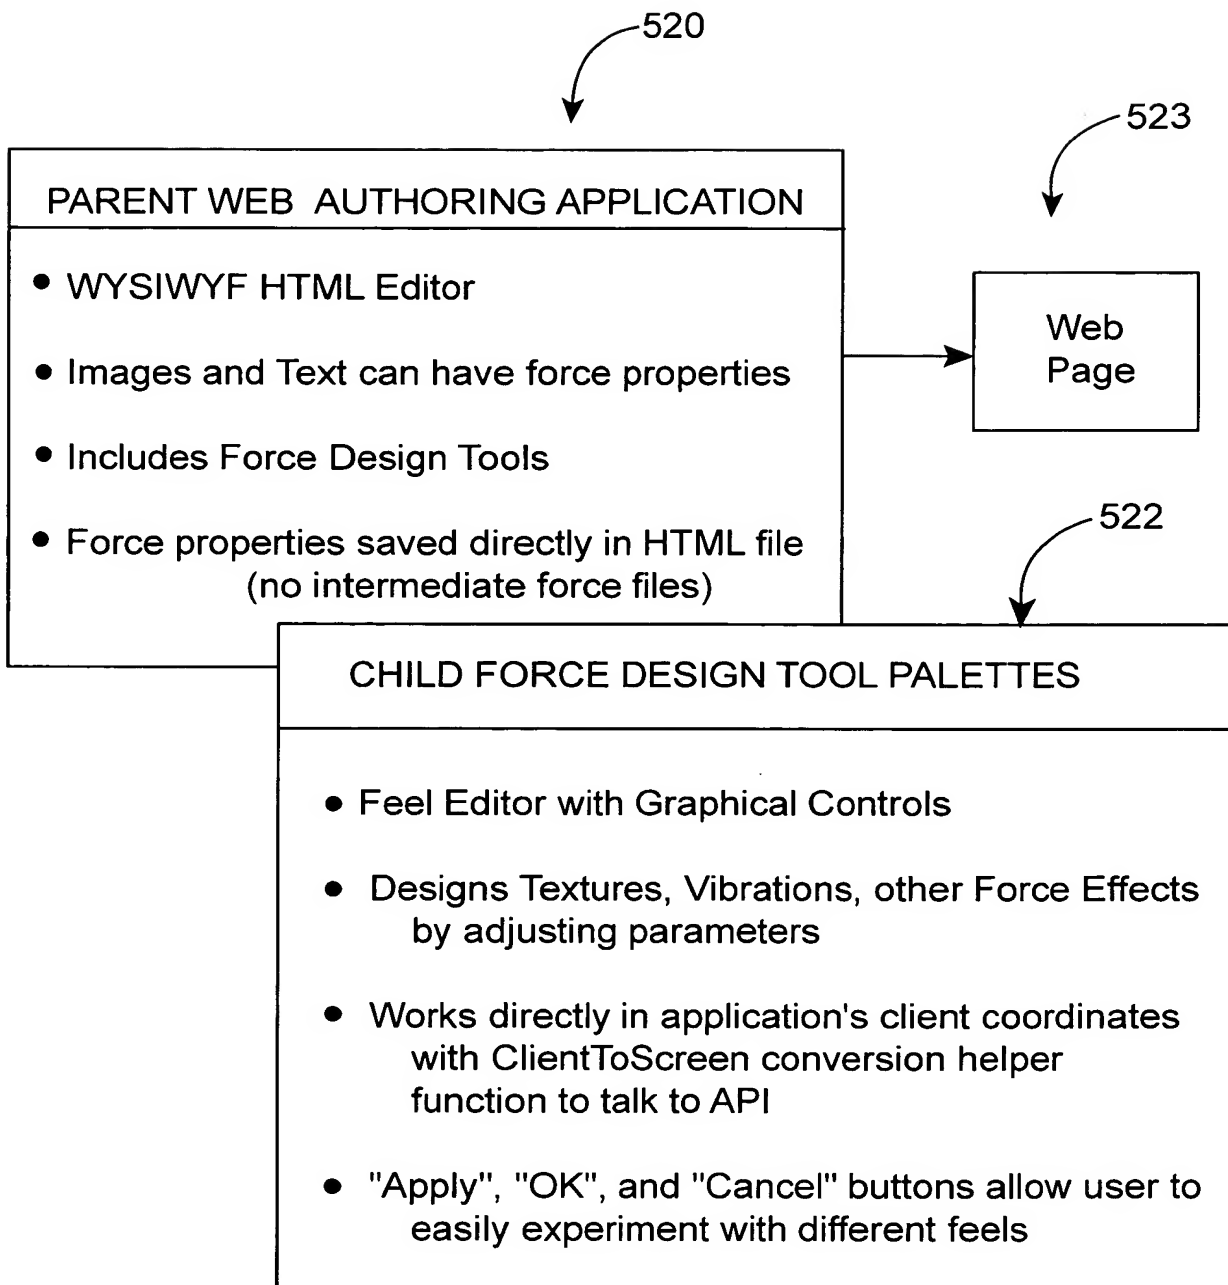 520
523
PARENT WEB AUTHORING APPLICATION
• WYSIWYF HTML Editor
• Images and Text can have force properties
• Includes Force Design Tools
• Force properties saved directly in HTML file
(no intermediate force files)
Web
Page
522
CHILD FORCE DESIGN TOOL PALETTES
• Feel Editor with Graphical Controls
• Designs Textures, Vibrations, other Force Effects
by adjusting parameters
• Works directly in application's client coordinates
with ClientToScreen conversion helper
function to talk to API
• "Apply", "OK", and "Cancel" buttons allow user to
easily experiment with different feels